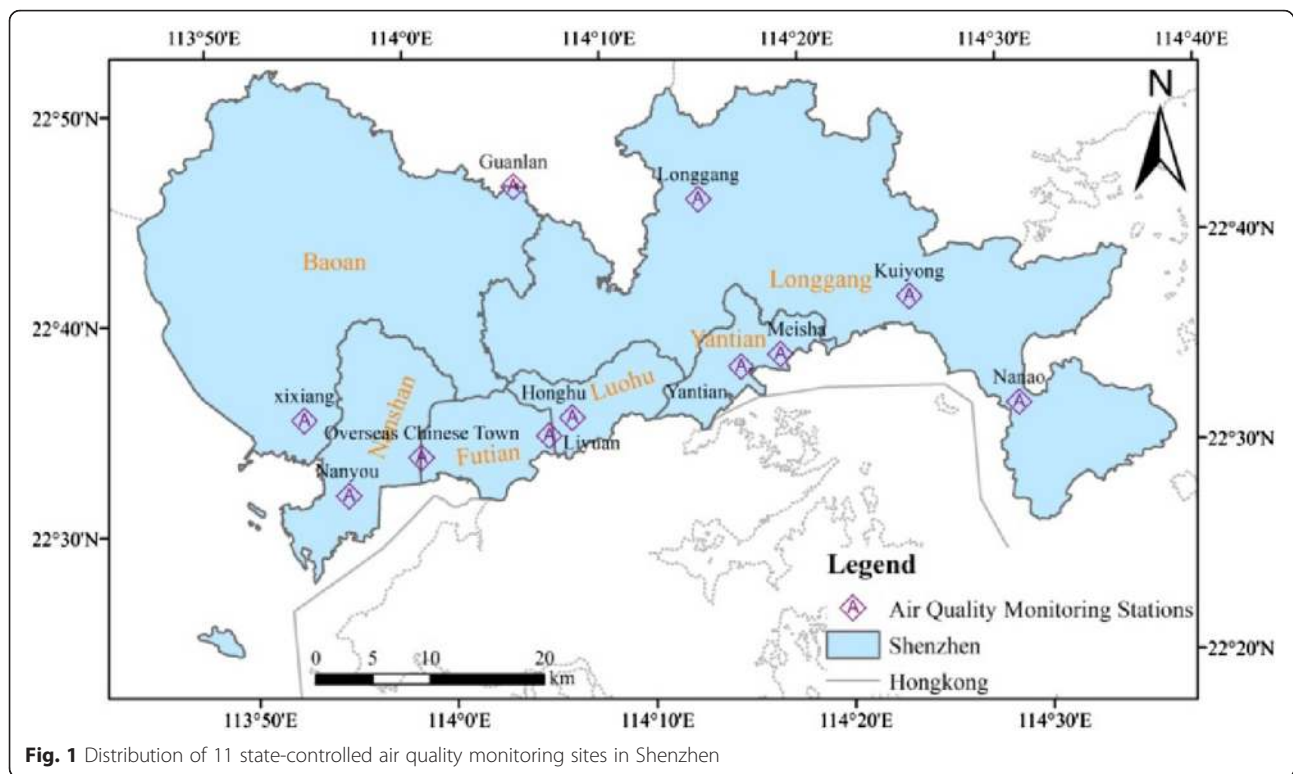 113°50'E 114°0'E 114°10'E 114°20'E 114°30'E 114°40'E
N
22°50'N
Guanlan
Longgang
22°40'N
Baoan
Kuiyong
Longgang
22°40'N
Yantian Meisha
Nanao
Honghu Luohu Yantian
xixiang
Nanshan
Overseas Chinese Town
Liyuan
22°30'N
Futian
Nanyou
22°30'N
Legend
Air Quality Monitoring Stations
Shenzhen
22°20'N
0 5 10 20
km
Hongkong
113°50'E 114°0'E 114°10'E 114°20'E 114°30'E
Fig. 1 Distribution of 11 state-controlled air quality monitoring sites in Shenzhen